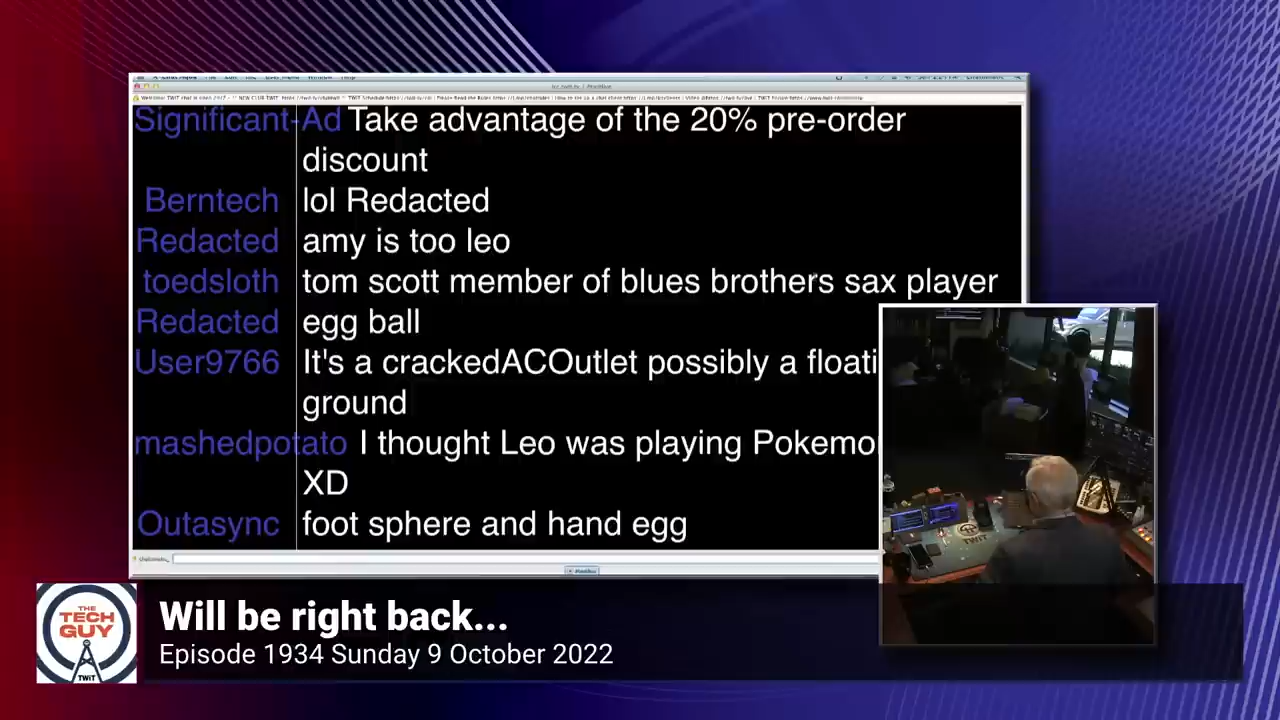 Significant-Ad Take advantage of the 20% pre-order
discount
Berntech lol Redacted
Redacted amy is too leo
toedsloth tom scott member of blues brothers sax player
Redacted egg ball
User9766 It's a crackedACOutlet possibly a floati
ground
mashedpotato I thought Leo was playing Pokemo
XD
Outasync foot sphere and hand egg
THE
TECH
GUY
TWiT
Will be right back...
Episode 1934 Sunday 9 October 2022
TWiT